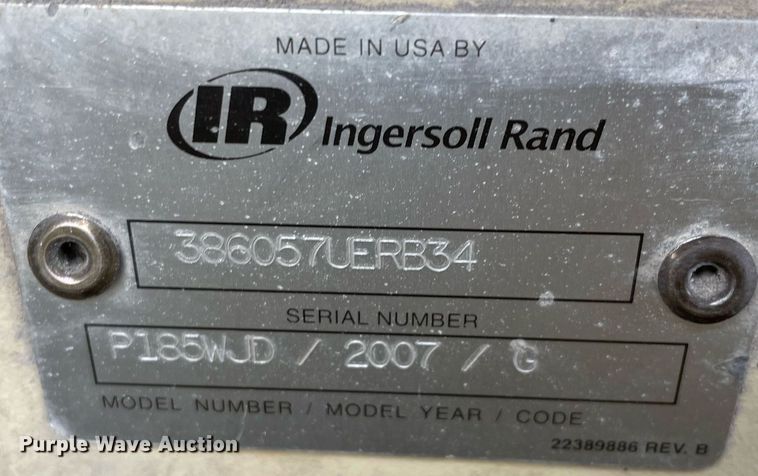 MADE IN USA BY
IR Ingersoll Rand
386057UERB34
SERIAL NUMBER
P185WJD / 2007 / G
MODEL NUMBER / MODEL YEAR / CODE
22389886 REV. B
Purple Wave Auction